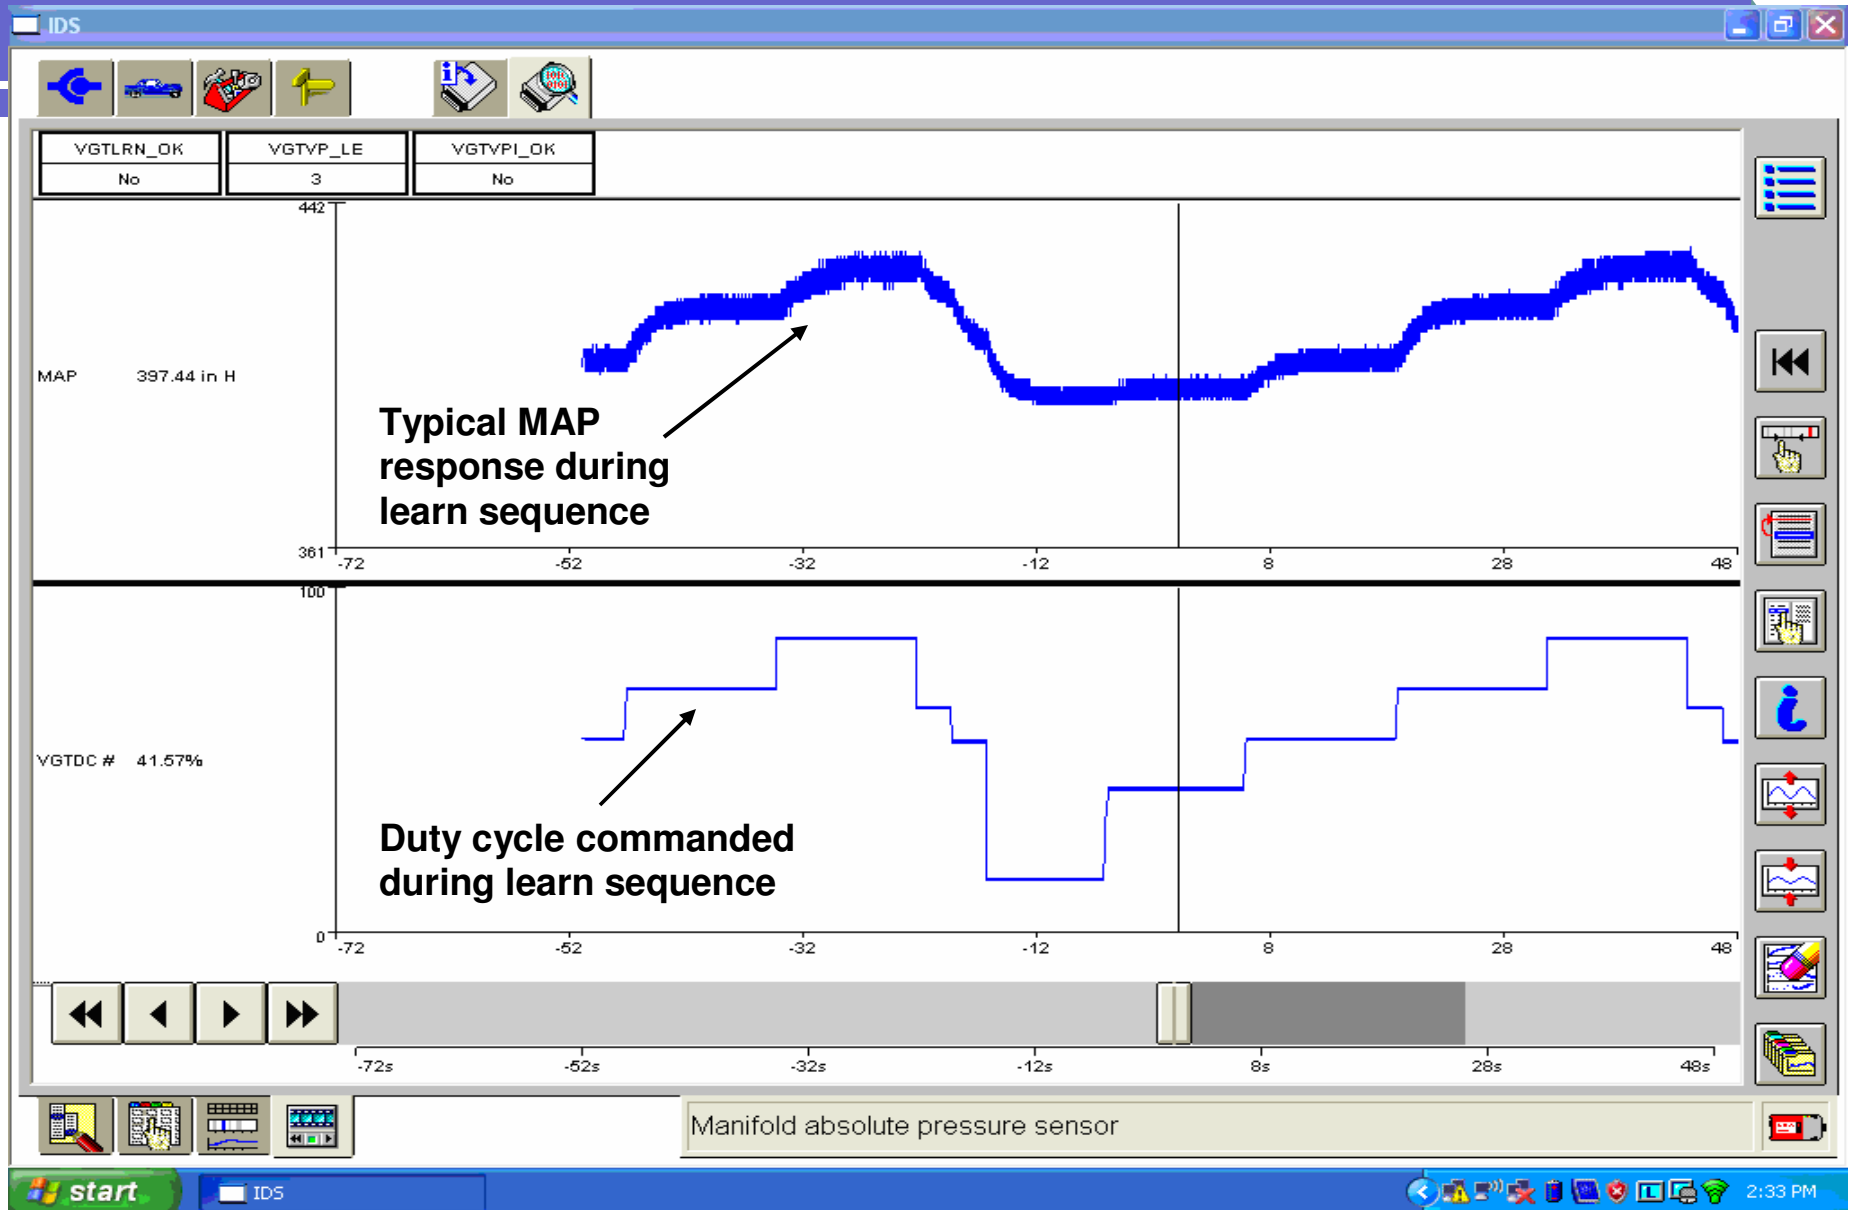 IDS
VGTLRN_OK VGTVP_LE VGTVPI_OK
No 3 No
442
MAP 397.44 in H
Typical MAP
response during
learn sequence
361
-72 -52 -32 -12 8 28 48
100
VGTDC # 41.57%
Duty cycle commanded
during learn sequence
0
-72 -52 -32 -12 8 28 48
-72s -52s -32s -12s 8s 28s 48s
Manifold absolute pressure sensor
start IDS 2:33 PM